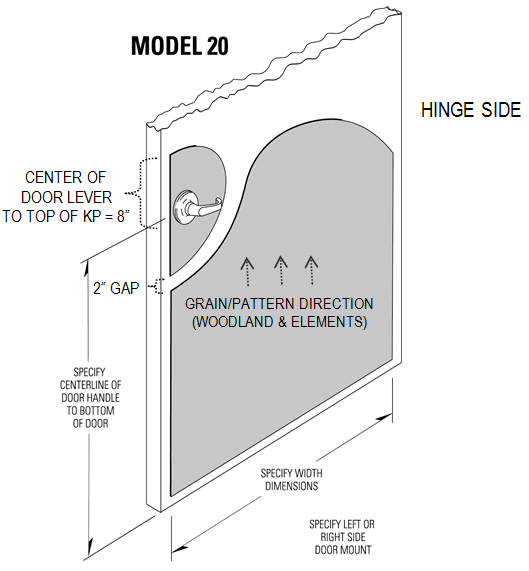 MODEL 20
HINGE SIDE
CENTER OF
DOOR LEVER
TO TOP OF KP = 8"
2" GAP
GRAIN/PATTERN DIRECTION
(WOODLAND & ELEMENTS)
SPECIFY
CENTERLINE OF
DOOR HANDLE
TO BOTTOM
OF DOOR
SPECIFY WIDTH
DIMENSIONS
SPECIFY LEFT OR
RIGHT SIDE
DOOR MOUNT